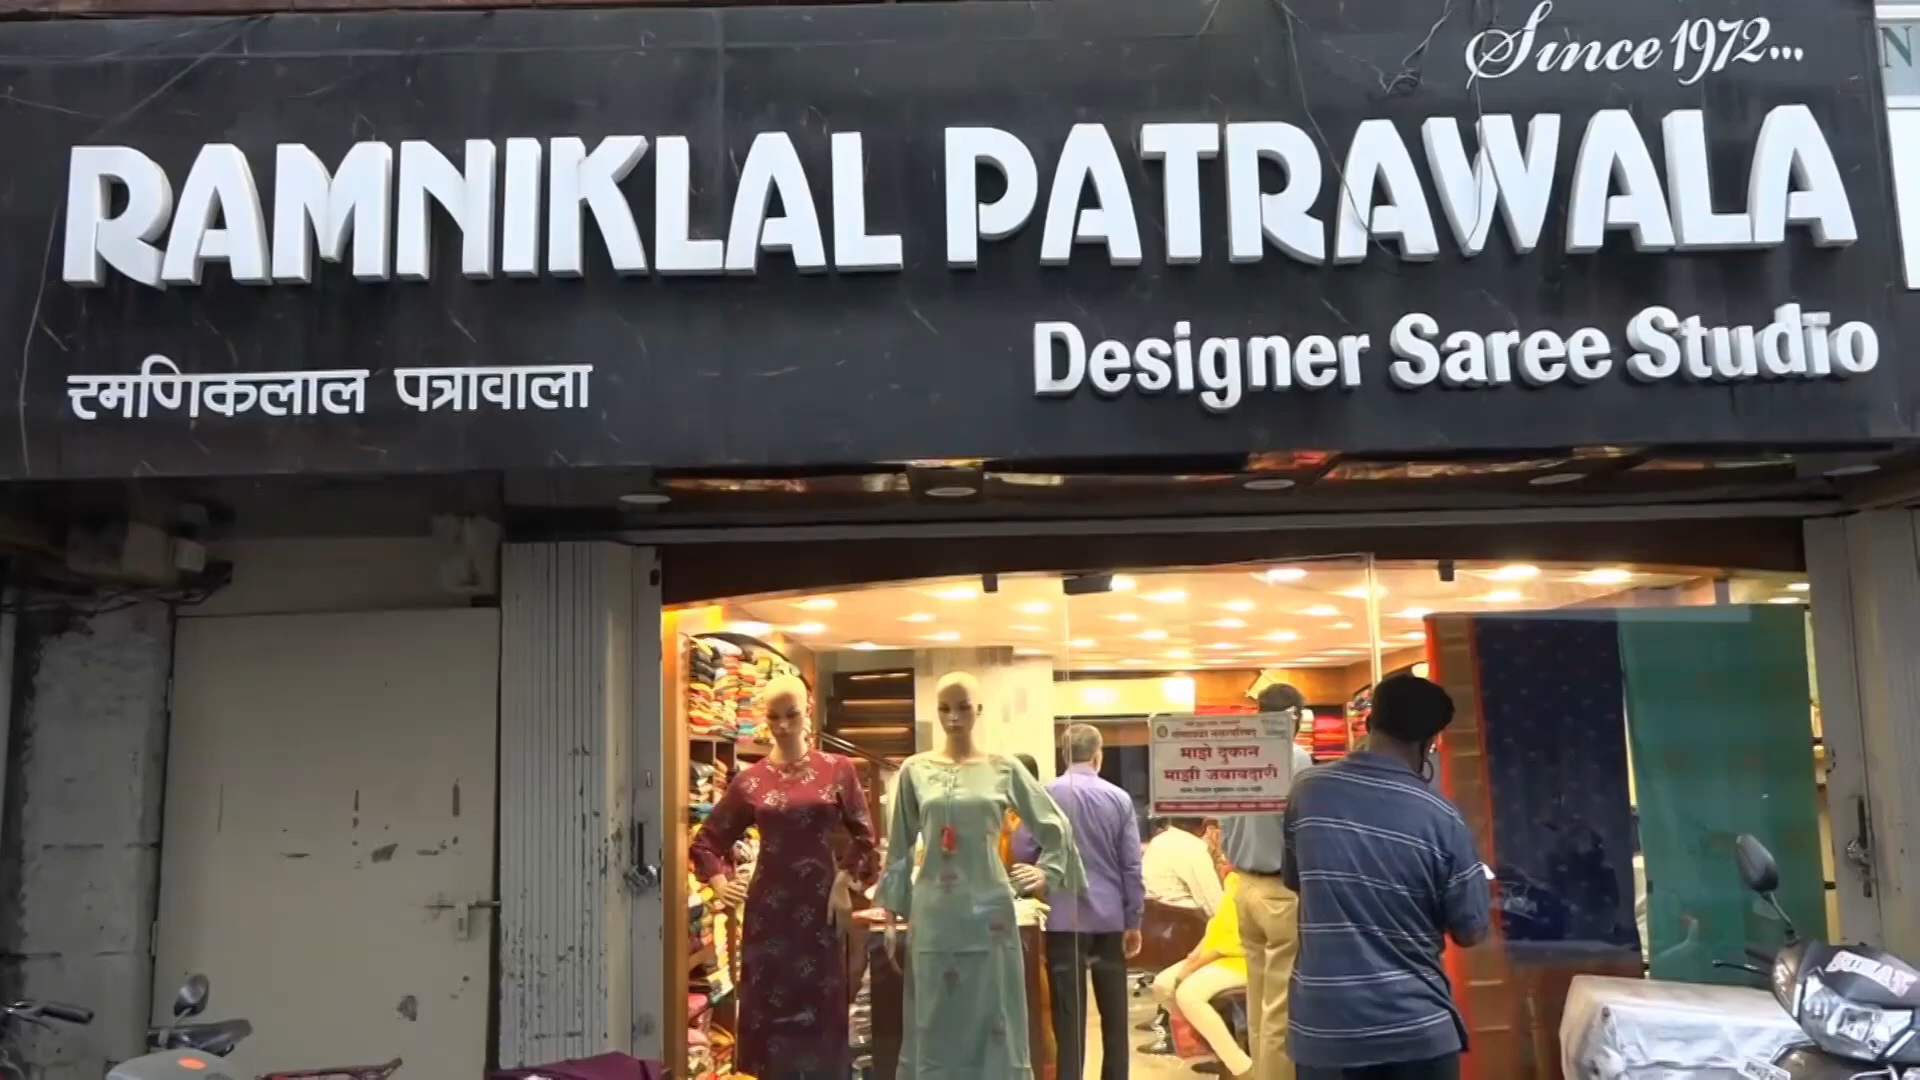 Since 1972...
RAMNIKLAL PATRAWALA
Designer Saree Studio
रमणिकलाल पत्रावाला
माझे दुकान
माझी जबाबदारी